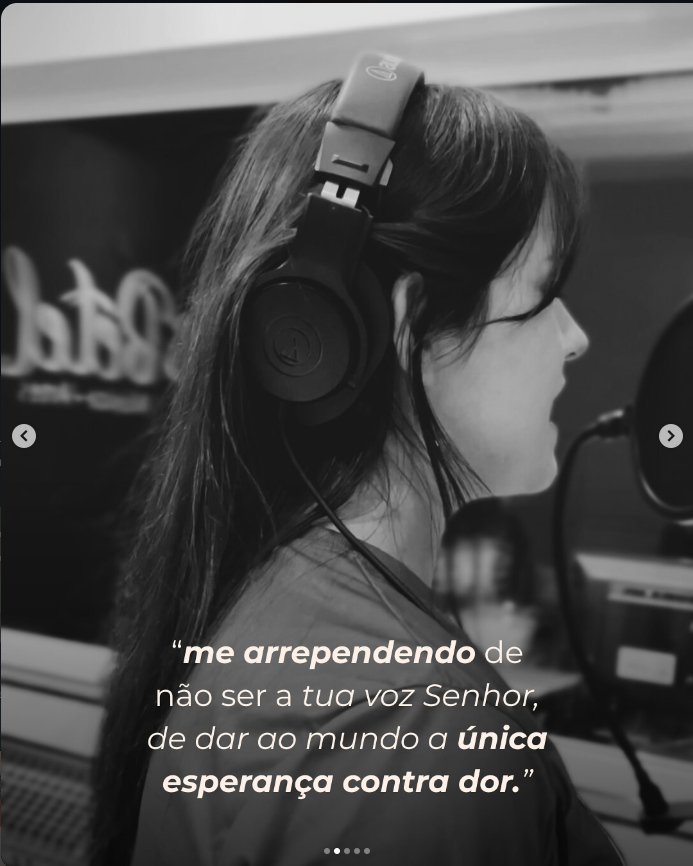 “me arrependendo de
não ser a tua voz Senhor,
de dar ao mundo a única
esperança contra dor.”